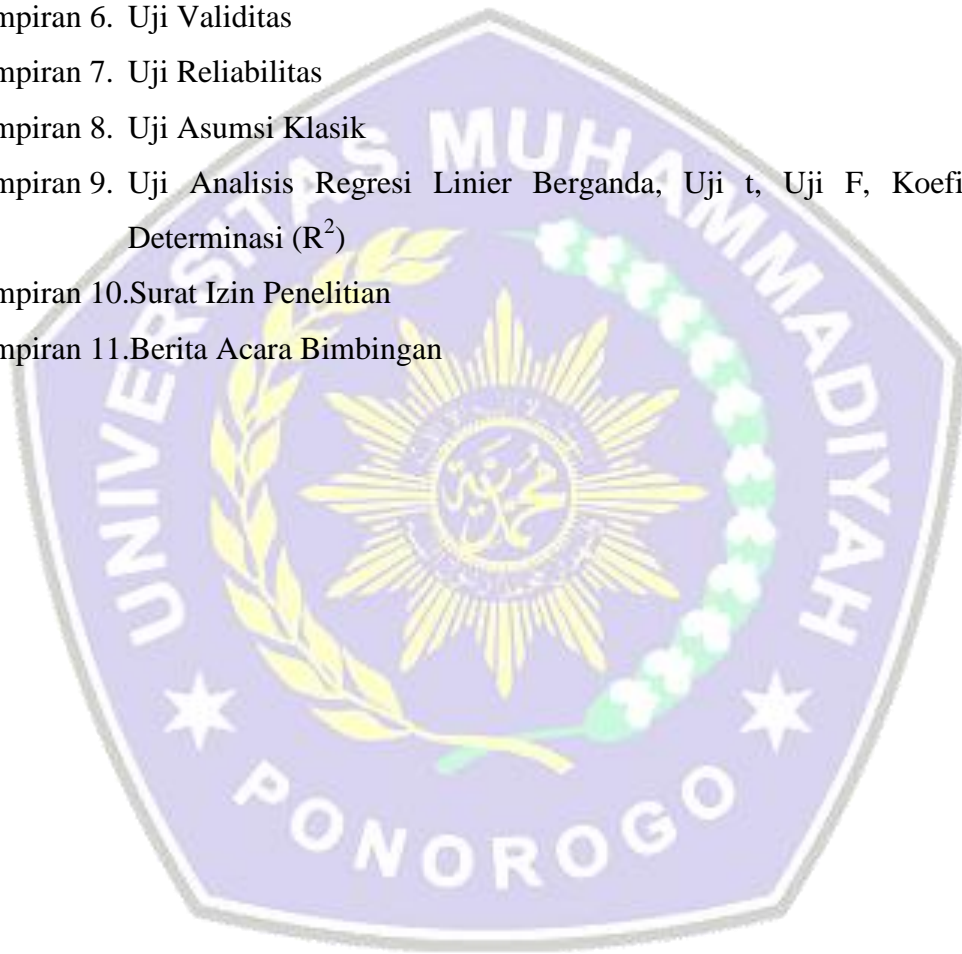 mpiran 6. Uji Validitas
mpiran 7. Uji Reliabilitas
mpiran 8. Uji Asumsi Klasik
mpiran 9. Uji Analisis Regresi Linier Berganda, Uji t, Uji F, Koefi
Determinasi (R²)
mpiran 10.Surat Izin Penelitian
mpiran 11.Berita Acara Bimbingan
UNIVERSITAS MUHAMMADIYAH
PONOROGO